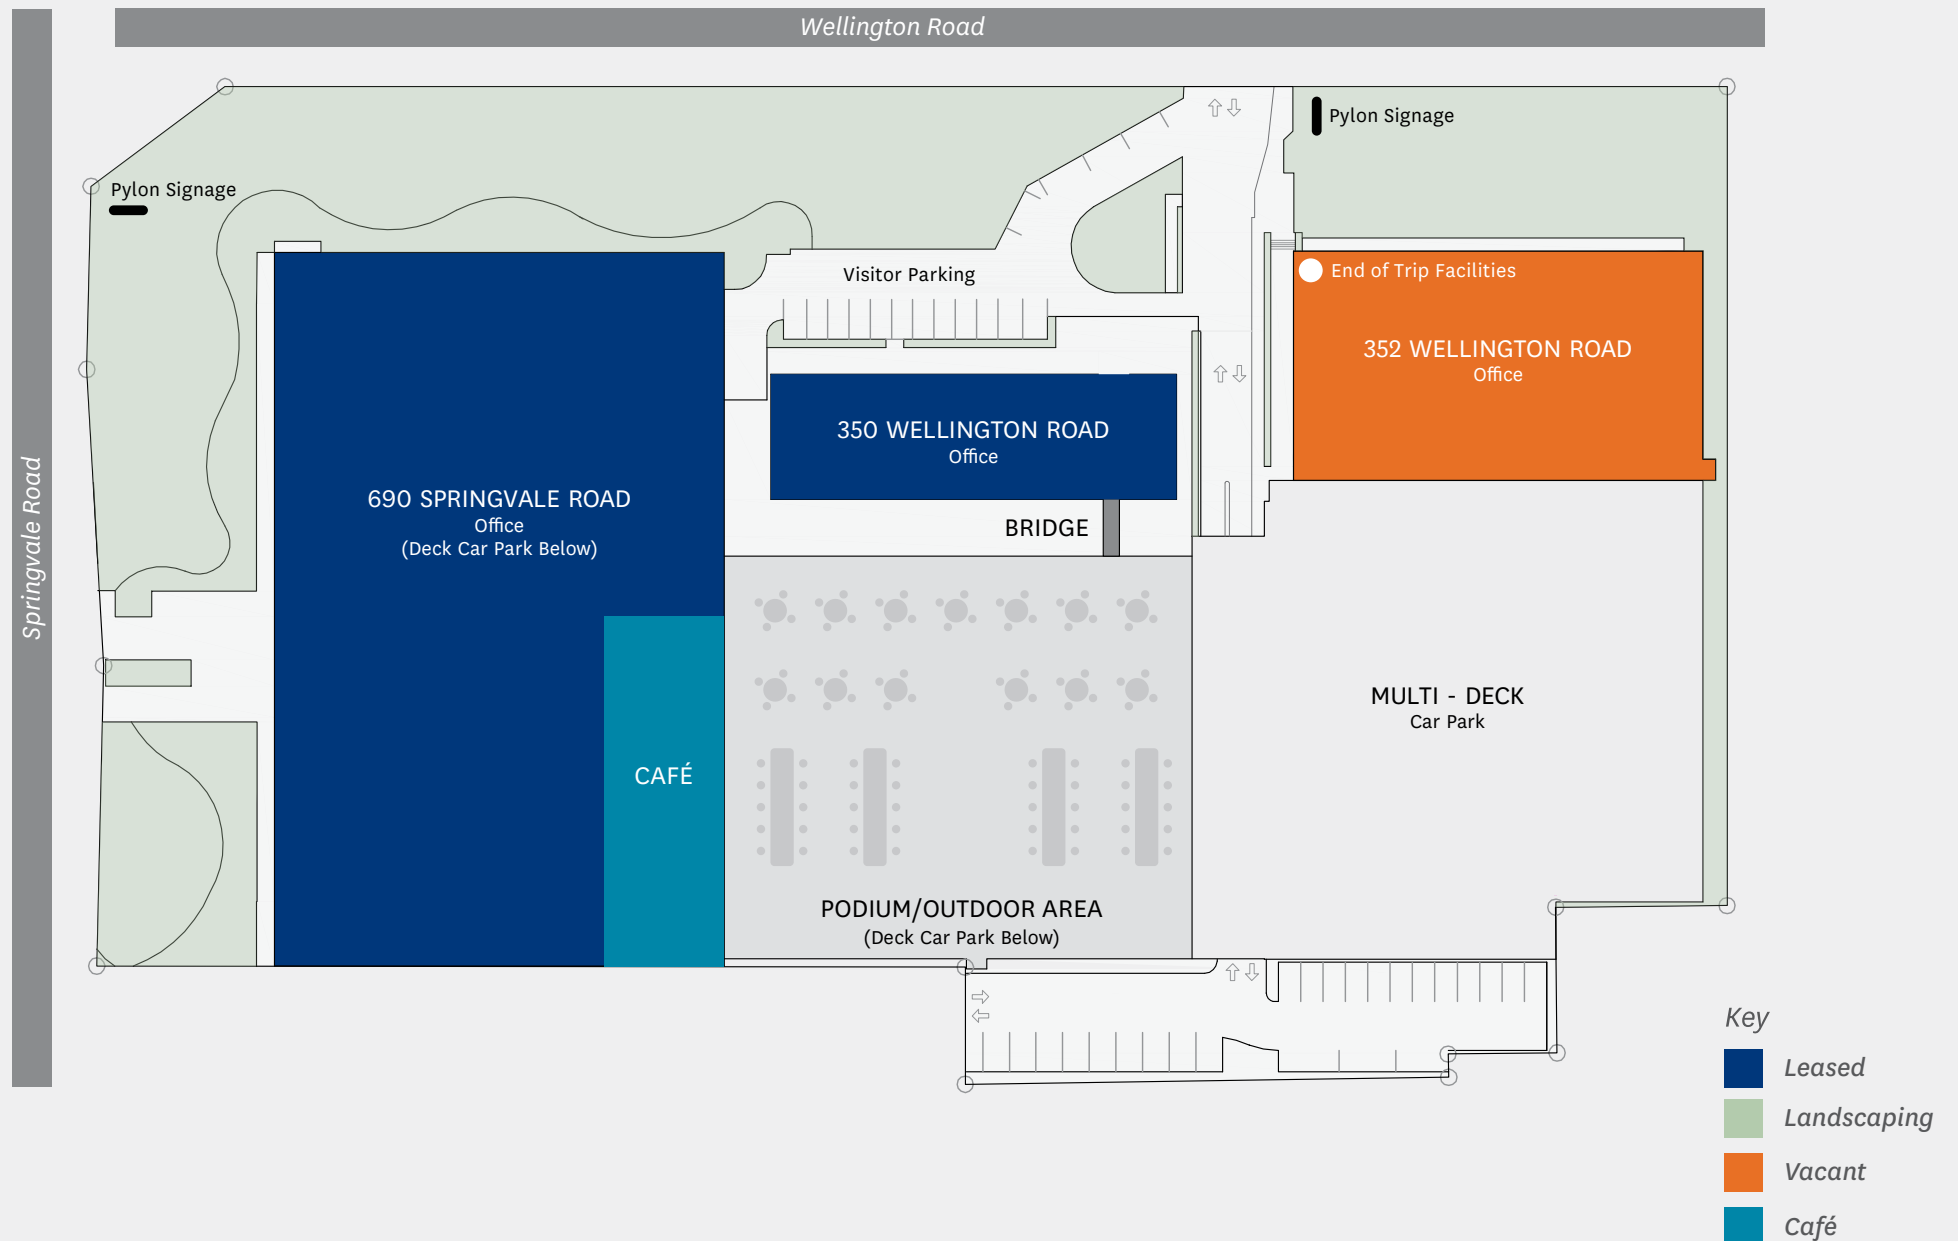 Wellington Road
Springvale Road
Pylon Signage
Pylon Signage
Visitor Parking
End of Trip Facilities
352 WELLINGTON ROAD
Office
350 WELLINGTON ROAD
Office
690 SPRINGVALE ROAD
Office
(Deck Car Park Below)
BRIDGE
MULTI - DECK
Car Park
CAFÉ
PODIUM/OUTDOOR AREA
(Deck Car Park Below)
Key
Leased
Landscaping
Vacant
Café